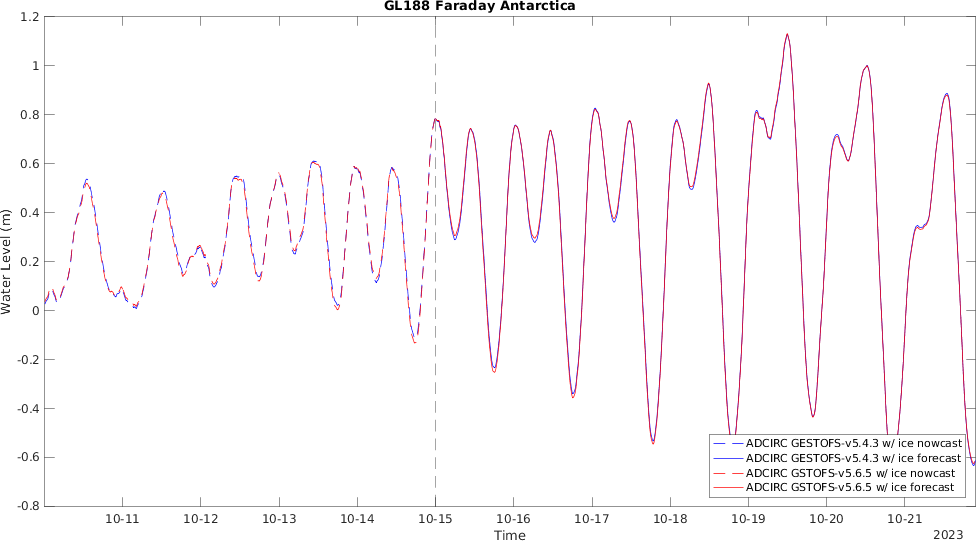 GL188 Faraday Antarctica
1.2
1
0.8
0.6
0.4
0.2
0
-0.2
-0.4
-0.6
-0.8
Water Level (m)
ADCIRC GESTOFS-v5.4.3 w/ ice nowcast
ADCIRC GESTOFS-v5.4.3 w/ ice forecast
ADCIRC GSTOFS-v5.6.5 w/ ice nowcast
ADCIRC GSTOFS-v5.6.5 w/ ice forecast
10-11 10-12 10-13 10-14 10-15 10-16 10-17 10-18 10-19 10-20 10-21
Time
2023